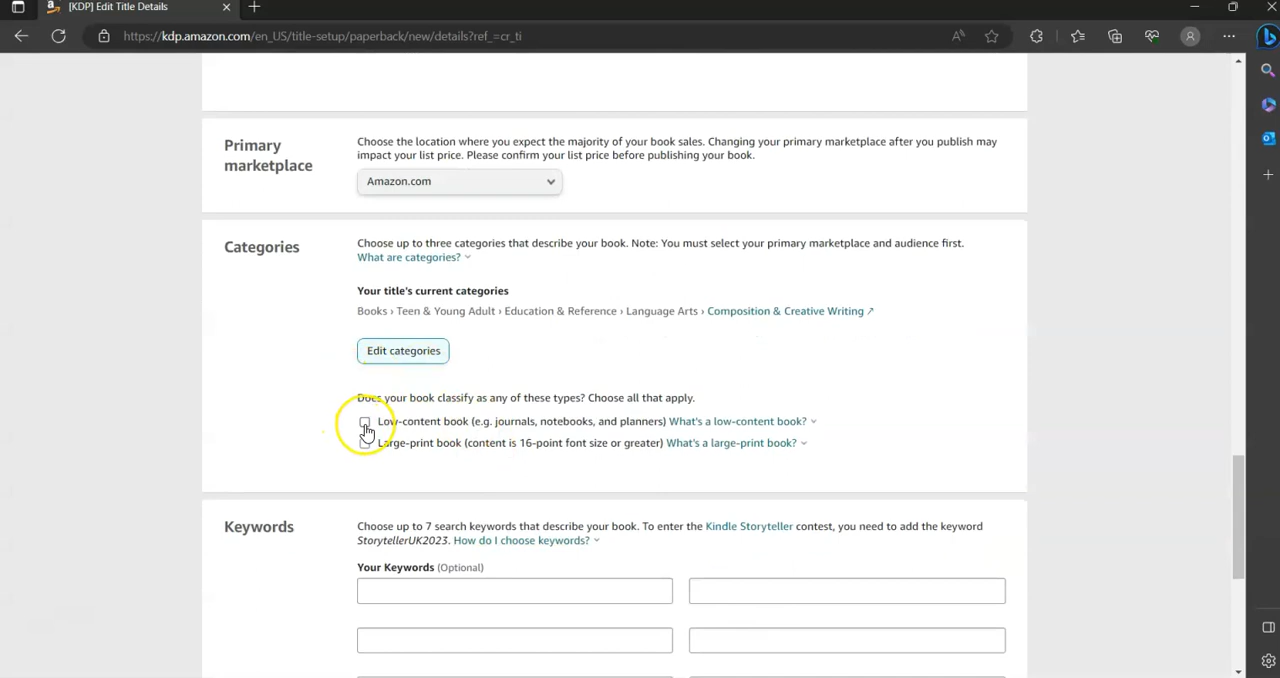 [KDP] Edit Title Details
https://kdp.amazon.com/en_US/title-setup/paperback/new/details?ref_=cr_ti
Primary
marketplace
Choose the location where you expect the majority of your book sales. Changing your primary marketplace after you publish may
impact your list price. Please confirm your list price before publishing your book.
Amazon.com
Categories
Choose up to three categories that describe your book. Note: You must select your primary marketplace and audience first.
What are categories?
Your title's current categories
Books › Teen & Young Adult › Education & Reference › Language Arts › Composition & Creative Writing ↗
Edit categories
Does your book classify as any of these types? Choose all that apply.
Low-content book (e.g. journals, notebooks, and planners) What's a low-content book?
Large-print book (content is 16-point font size or greater) What's a large-print book?
Keywords
Choose up to 7 search keywords that describe your book. To enter the Kindle Storyteller contest, you need to add the keyword
StorytellerUK2023. How do I choose keywords?
Your Keywords (Optional)